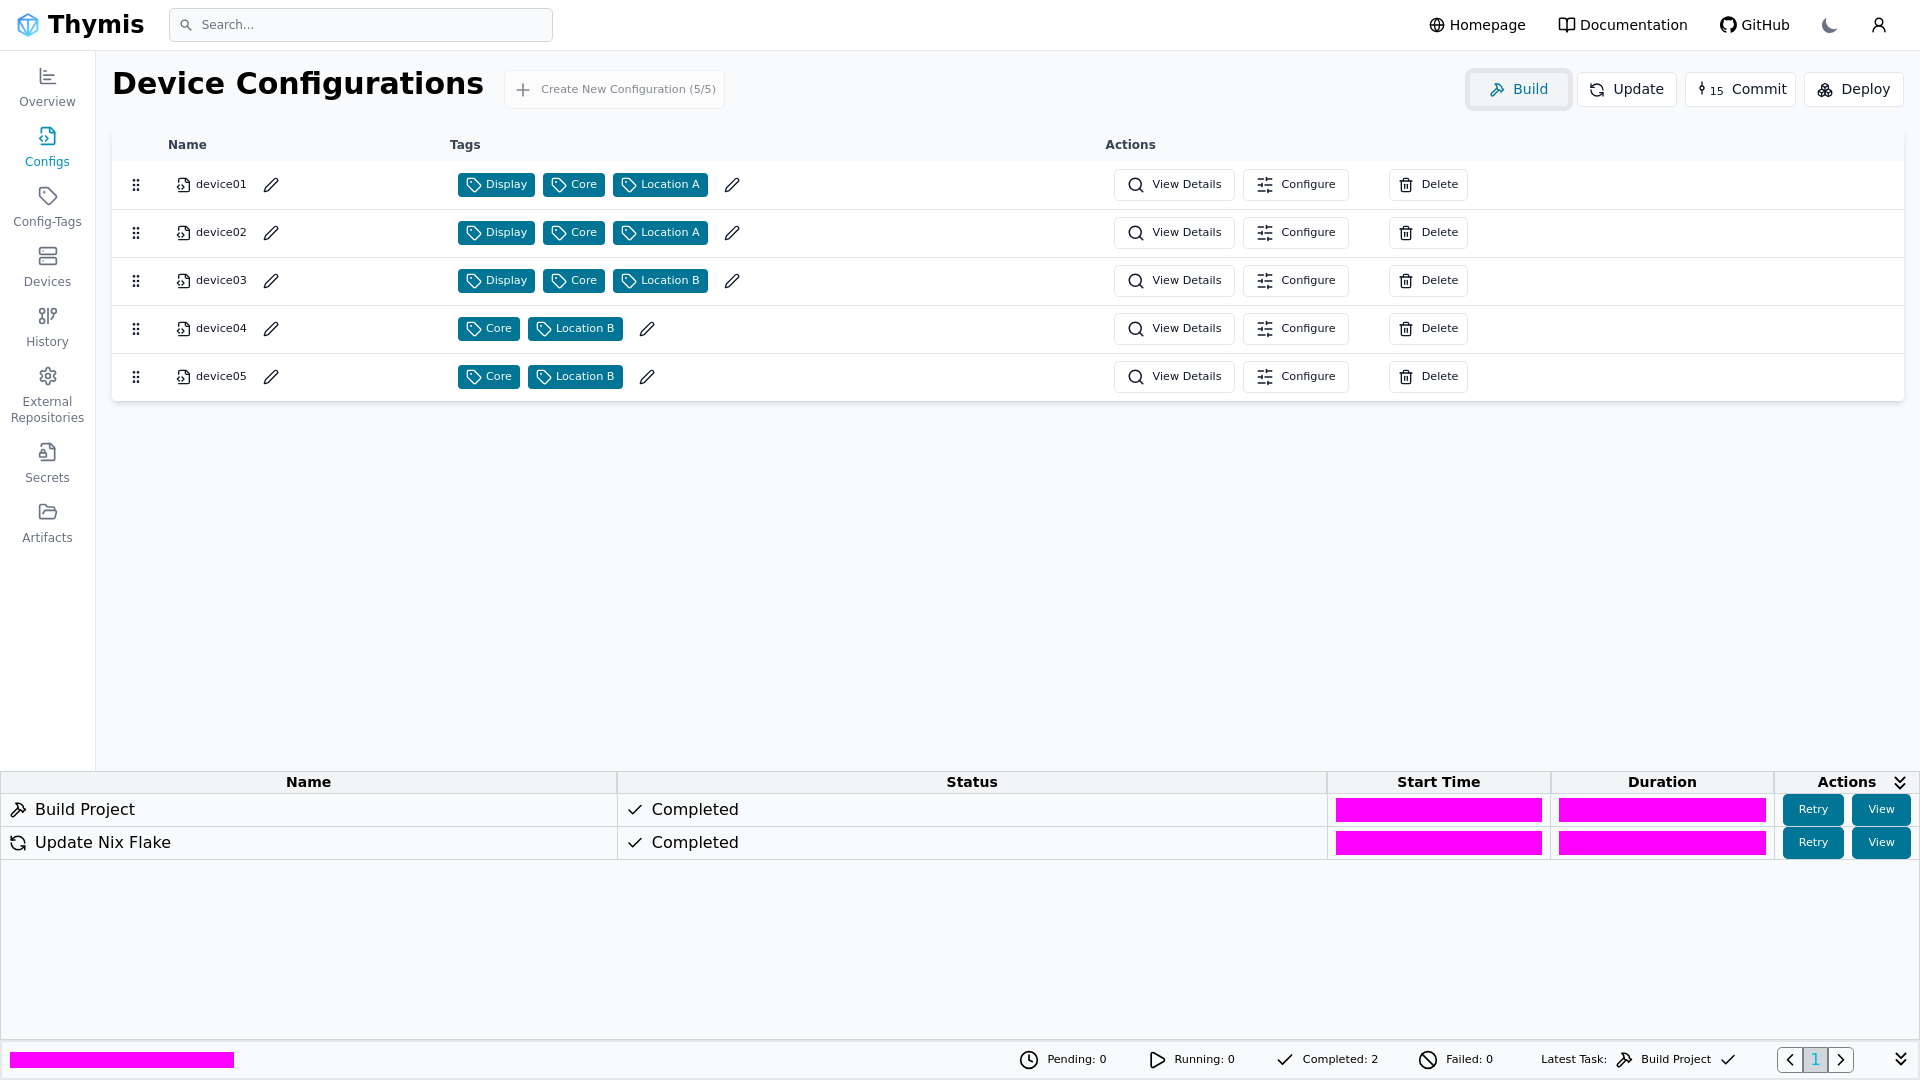 Thymis
Search...
Homepage
Documentation
GitHub
Overview
Configs
Config-Tags
Devices
History
External
Repositories
Secrets
Artifacts
Device Configurations
Create New Configuration (5/5)
Build
Update
15 Commit
Deploy
Name Tags Actions
device01 Display Core Location A View Details Configure Delete
device02 Display Core Location A View Details Configure Delete
device03 Display Core Location B View Details Configure Delete
device04 Core Location B View Details Configure Delete
device05 Core Location B View Details Configure Delete
Name Status Start Time Duration Actions
Build Project Completed Retry View
Update Nix Flake Completed Retry View
Pending: 0 Running: 0 Completed: 2 Failed: 0 Latest Task: Build Project 1